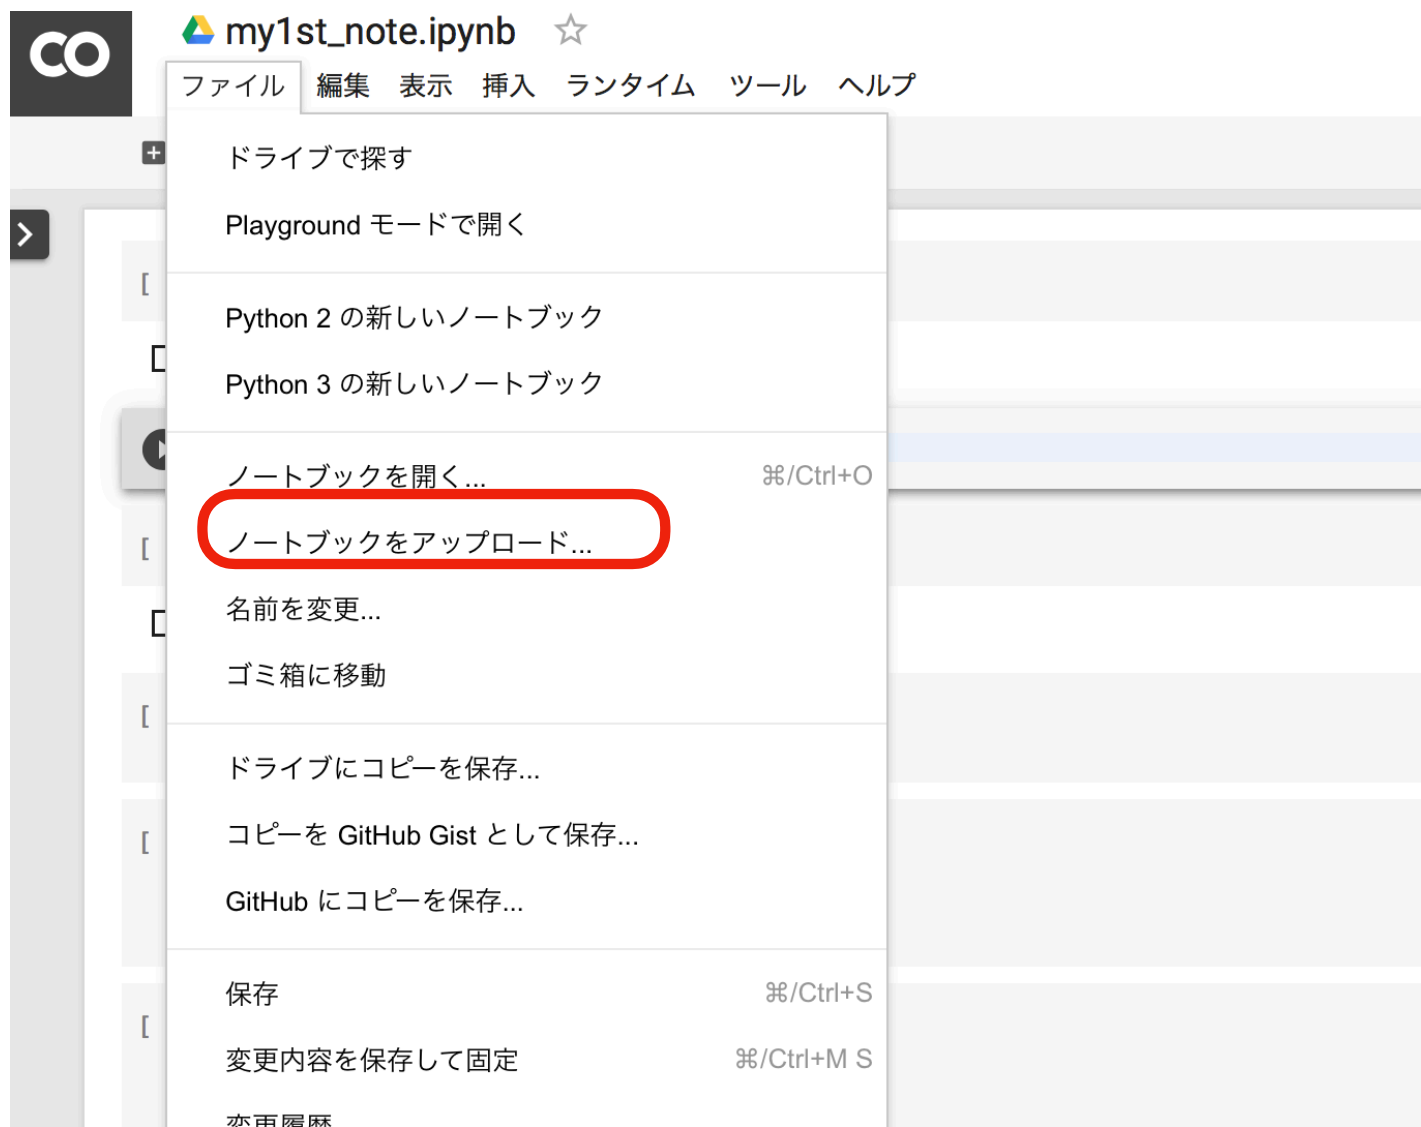 CO
my1st_note.ipynb
ファイル 編集 表示 挿入 ランタイム ツール ヘルプ
ドライブで探す
Playground モードで開く
[
Python 2 の新しいノートブック
Python 3 の新しいノートブック
ノートブックを開く... ⌘/Ctrl+O
ノートブックをアップロード...
[
名前を変更...
ゴミ箱に移動
[
ドライブにコピーを保存...
コピーを GitHub Gist として保存...
[
GitHub にコピーを保存...
保存 ⌘/Ctrl+S
[
変更内容を保存して固定 ⌘/Ctrl+M S
変更履歴